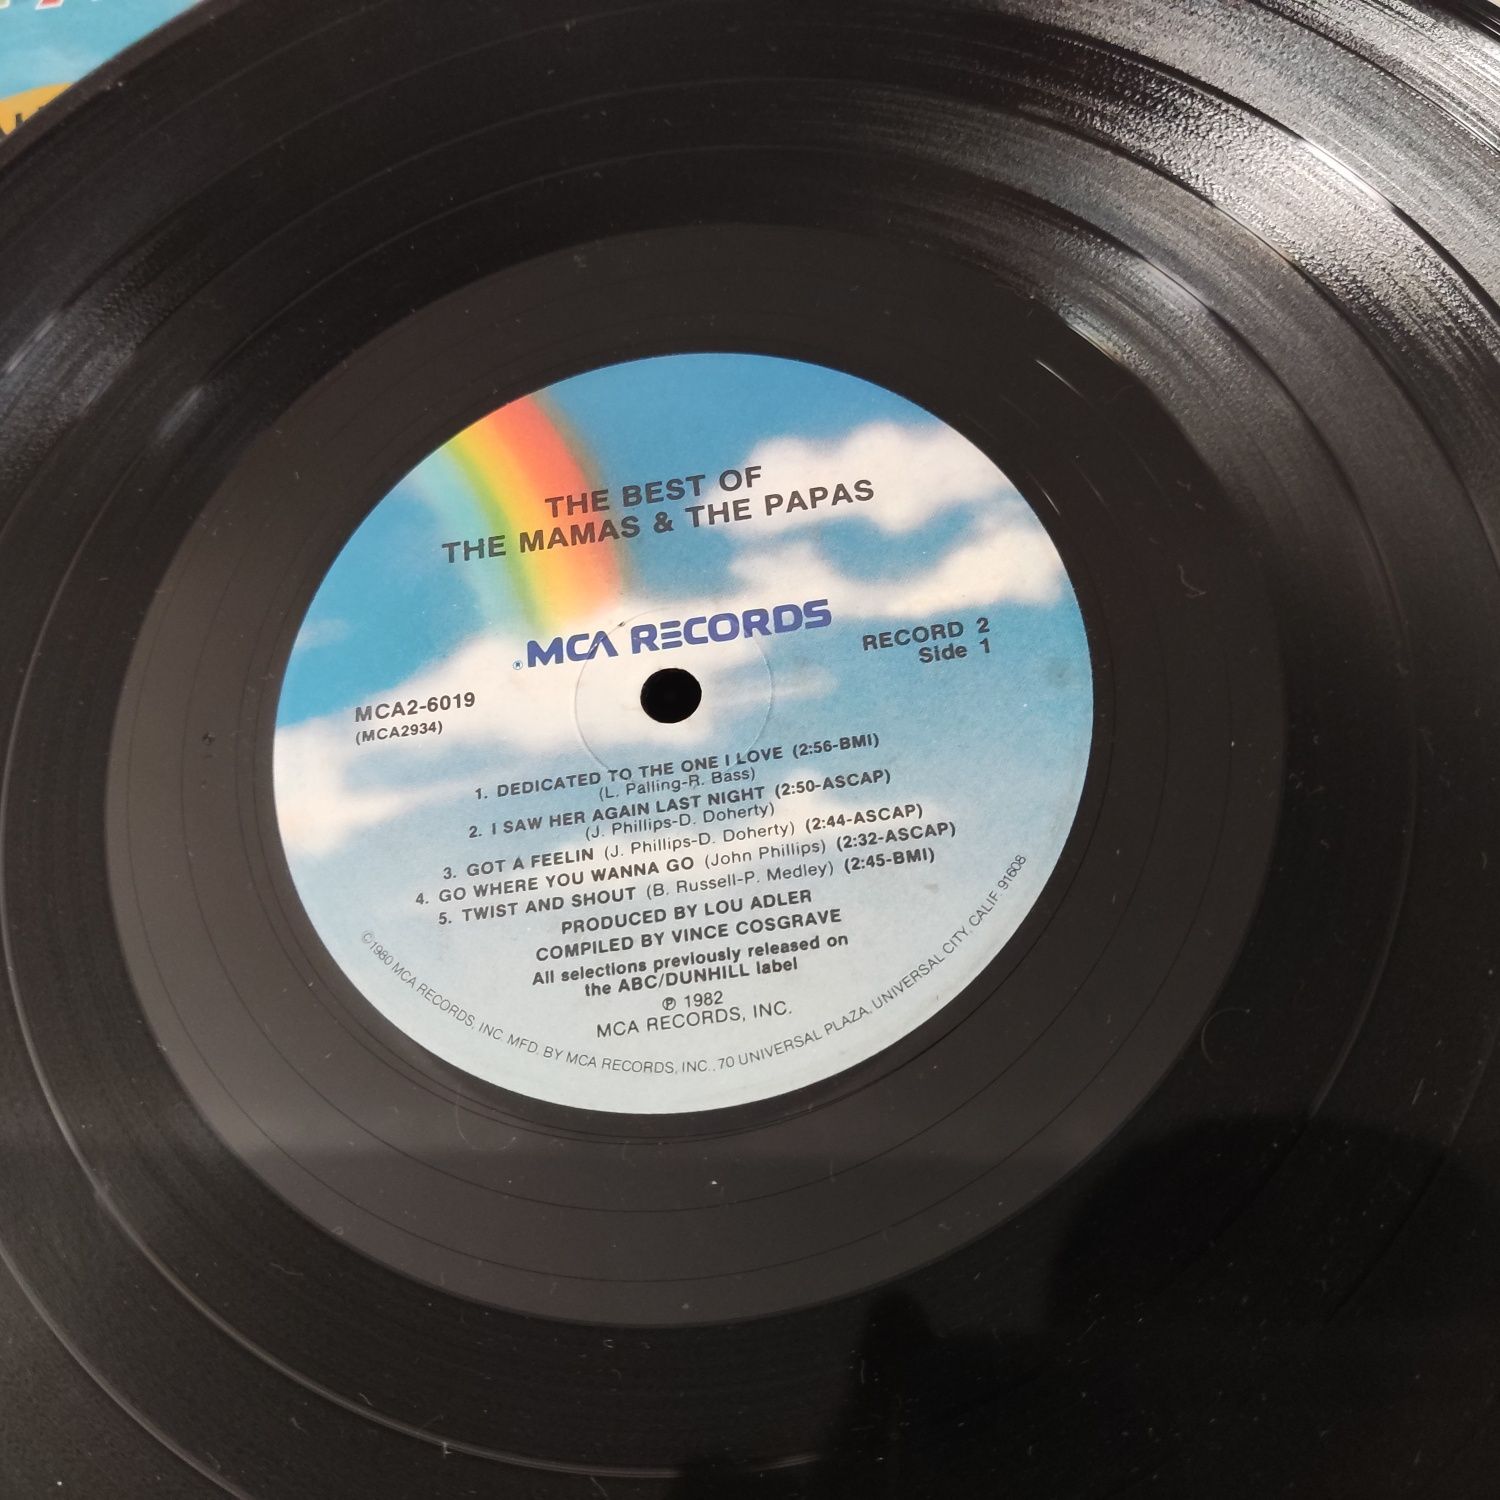 THE BEST OF
THE MAMAS & THE PAPAS
®MCA RECORDS
RECORD 2
Side 1
MCA2-6019
(MCA2934)
1. DEDICATED TO THE ONE I LOVE (2:56-BMI)
(L. Palling-R. Bass)
2. I SAW HER AGAIN LAST NIGHT (2:50-ASCAP)
(J. Phillips-D. Doherty)
3. GOT A FEELIN (J. Phillips-D. Doherty) (2:44-ASCAP)
4. GO WHERE YOU WANNA GO (John Phillips) (2:32-ASCAP)
5. TWIST AND SHOUT (B. Russell-P. Medley) (2:45-BMI)
PRODUCED BY LOU ADLER
COMPILED BY VINCE COSGRAVE
All selections previously released on
the ABC/DUNHILL label
℗ 1982
MCA RECORDS, INC.
©1980 MCA RECORDS, INC. MFD. BY MCA RECORDS, INC., 70 UNIVERSAL PLAZA, UNIVERSAL CITY, CALIF. 91608